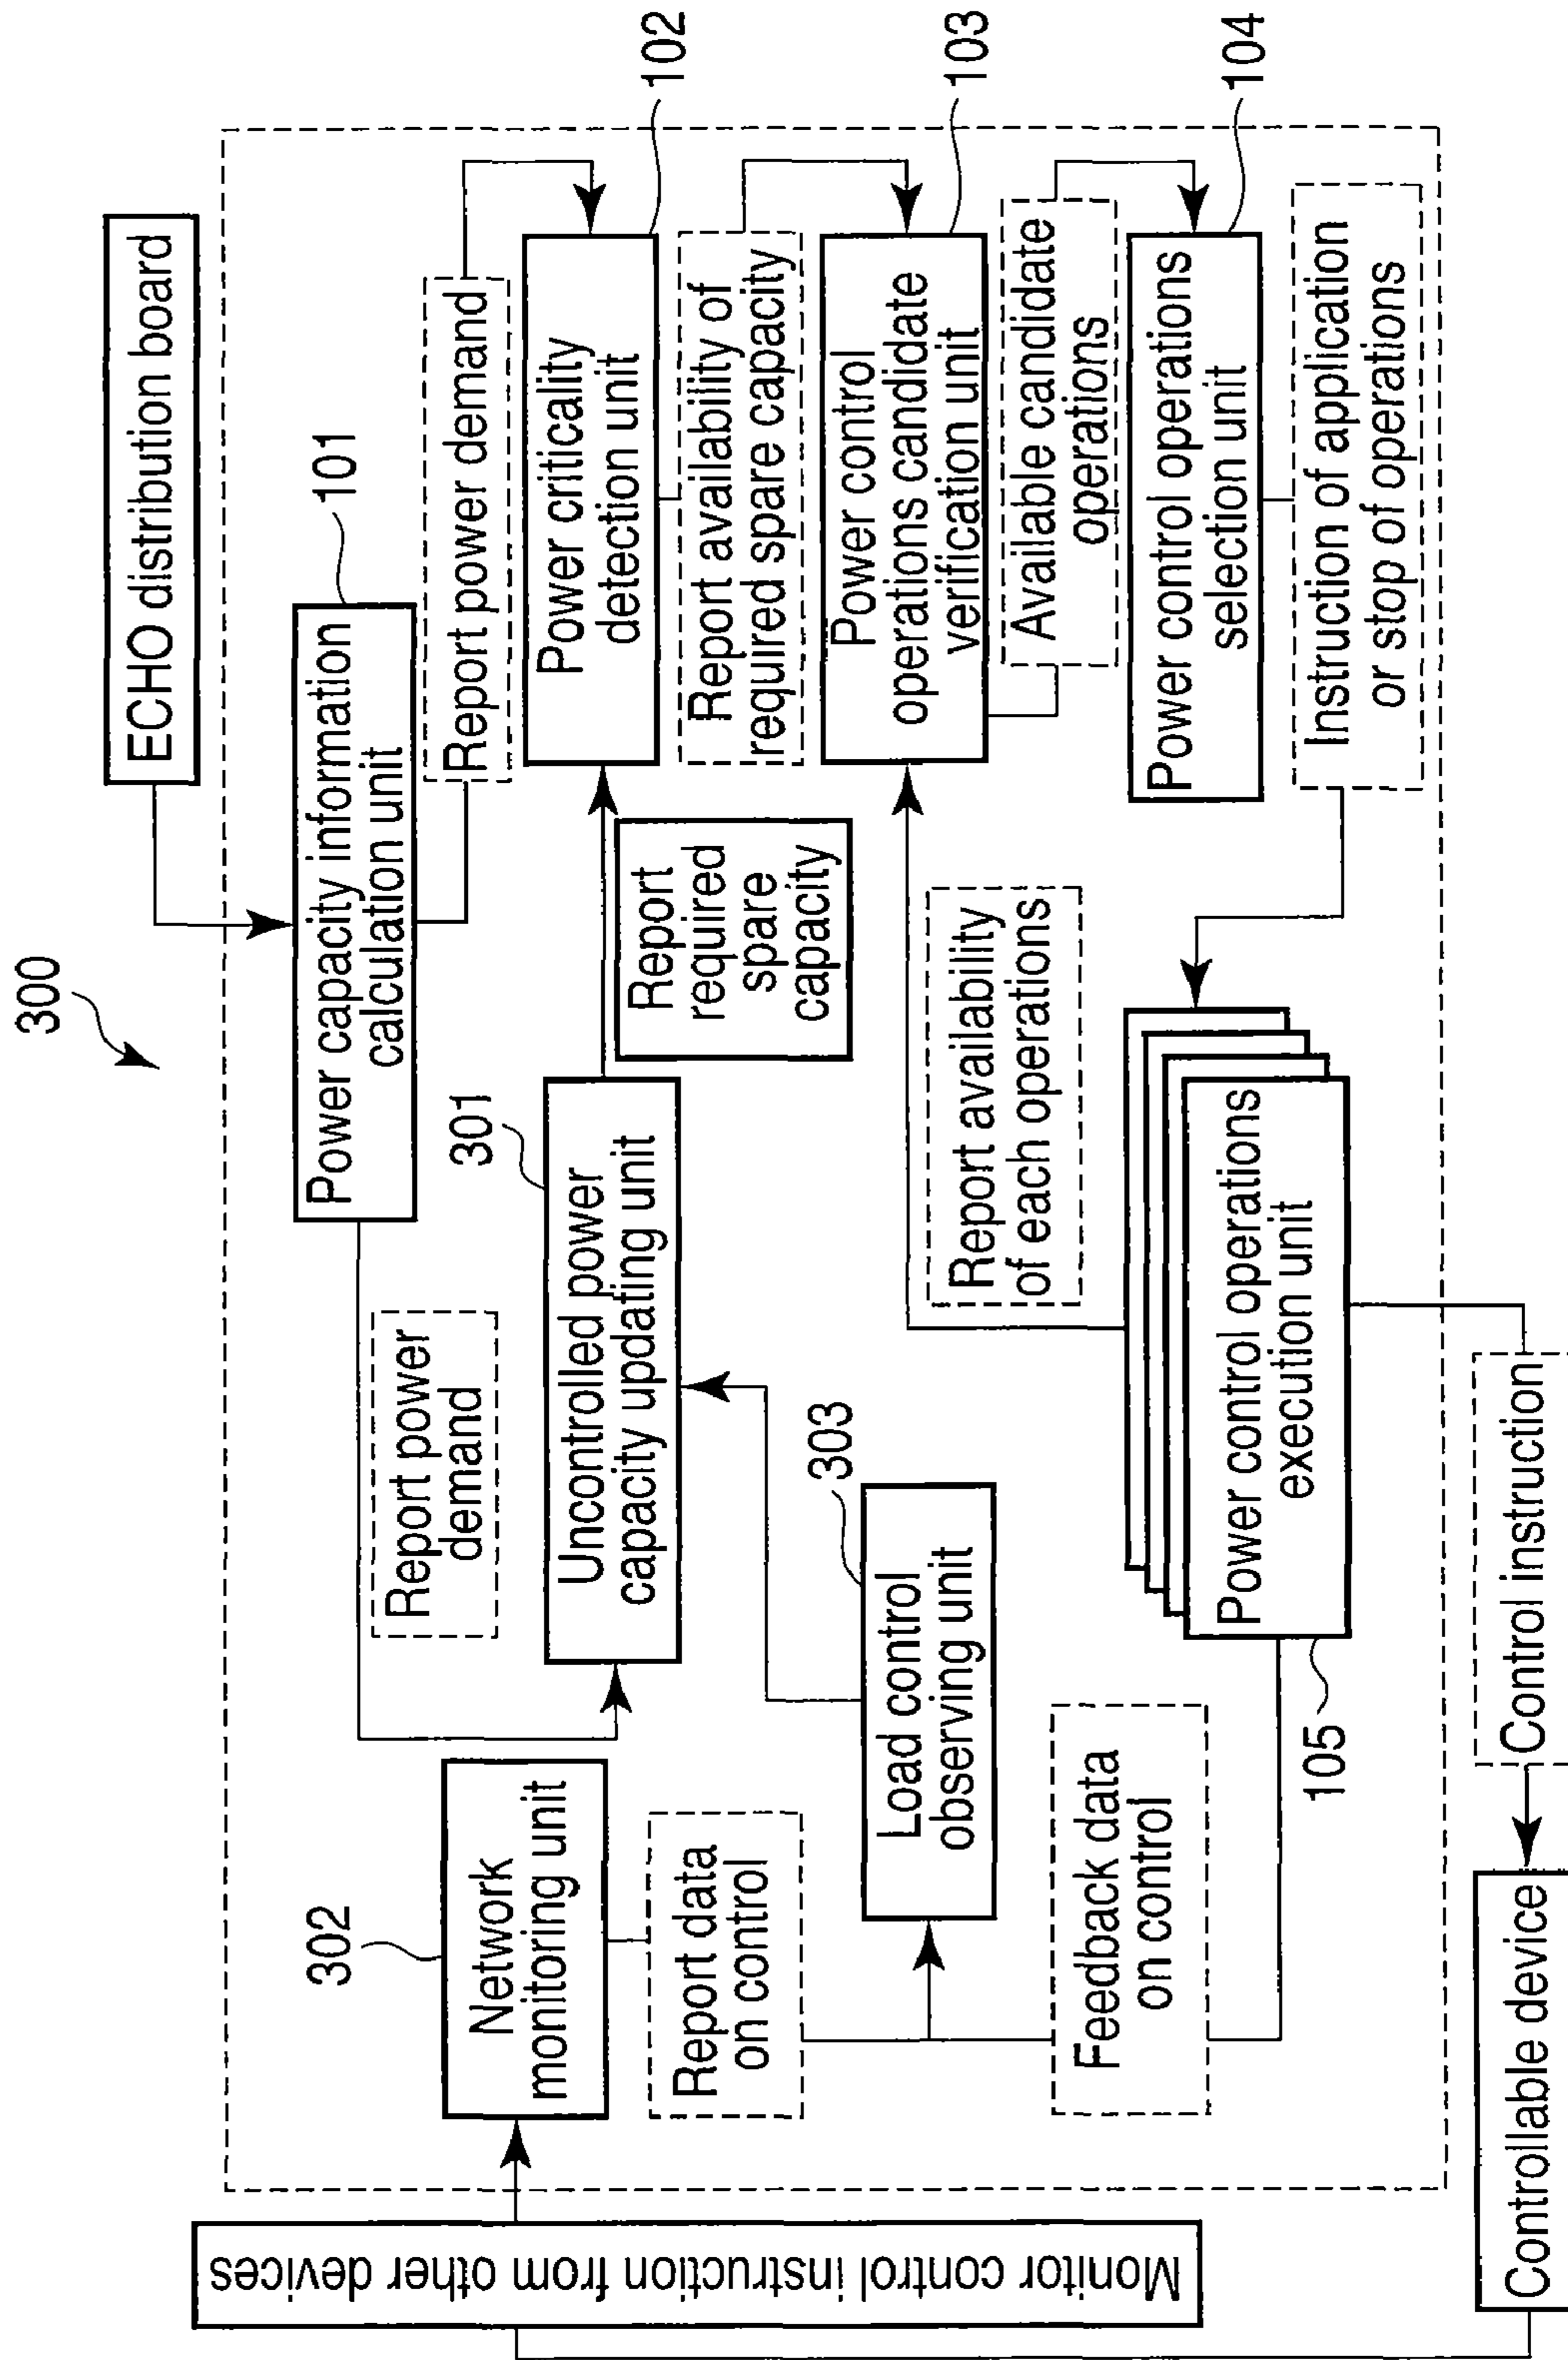 300
ECHO distribution board
101
Power capacity information
calculation unit
Report power demand
Report power
demand
102
Power criticality
detection unit
301
Uncontrolled power
capacity updating unit
Report
required
spare
capacity
302
Network
monitoring unit
Report availability of
required spare capacity
103
Power control
operations candidate
verification unit
Report data
on control
303
Load control
observing unit
Report availability
of each operations
Available candidate
operations
104
Power control operations
selection unit
Feedback data
on control
105
Power control operations
execution unit
Instruction of application
or stop of operations
Monitor control instruction from other devices
Controllable device
Control instruction